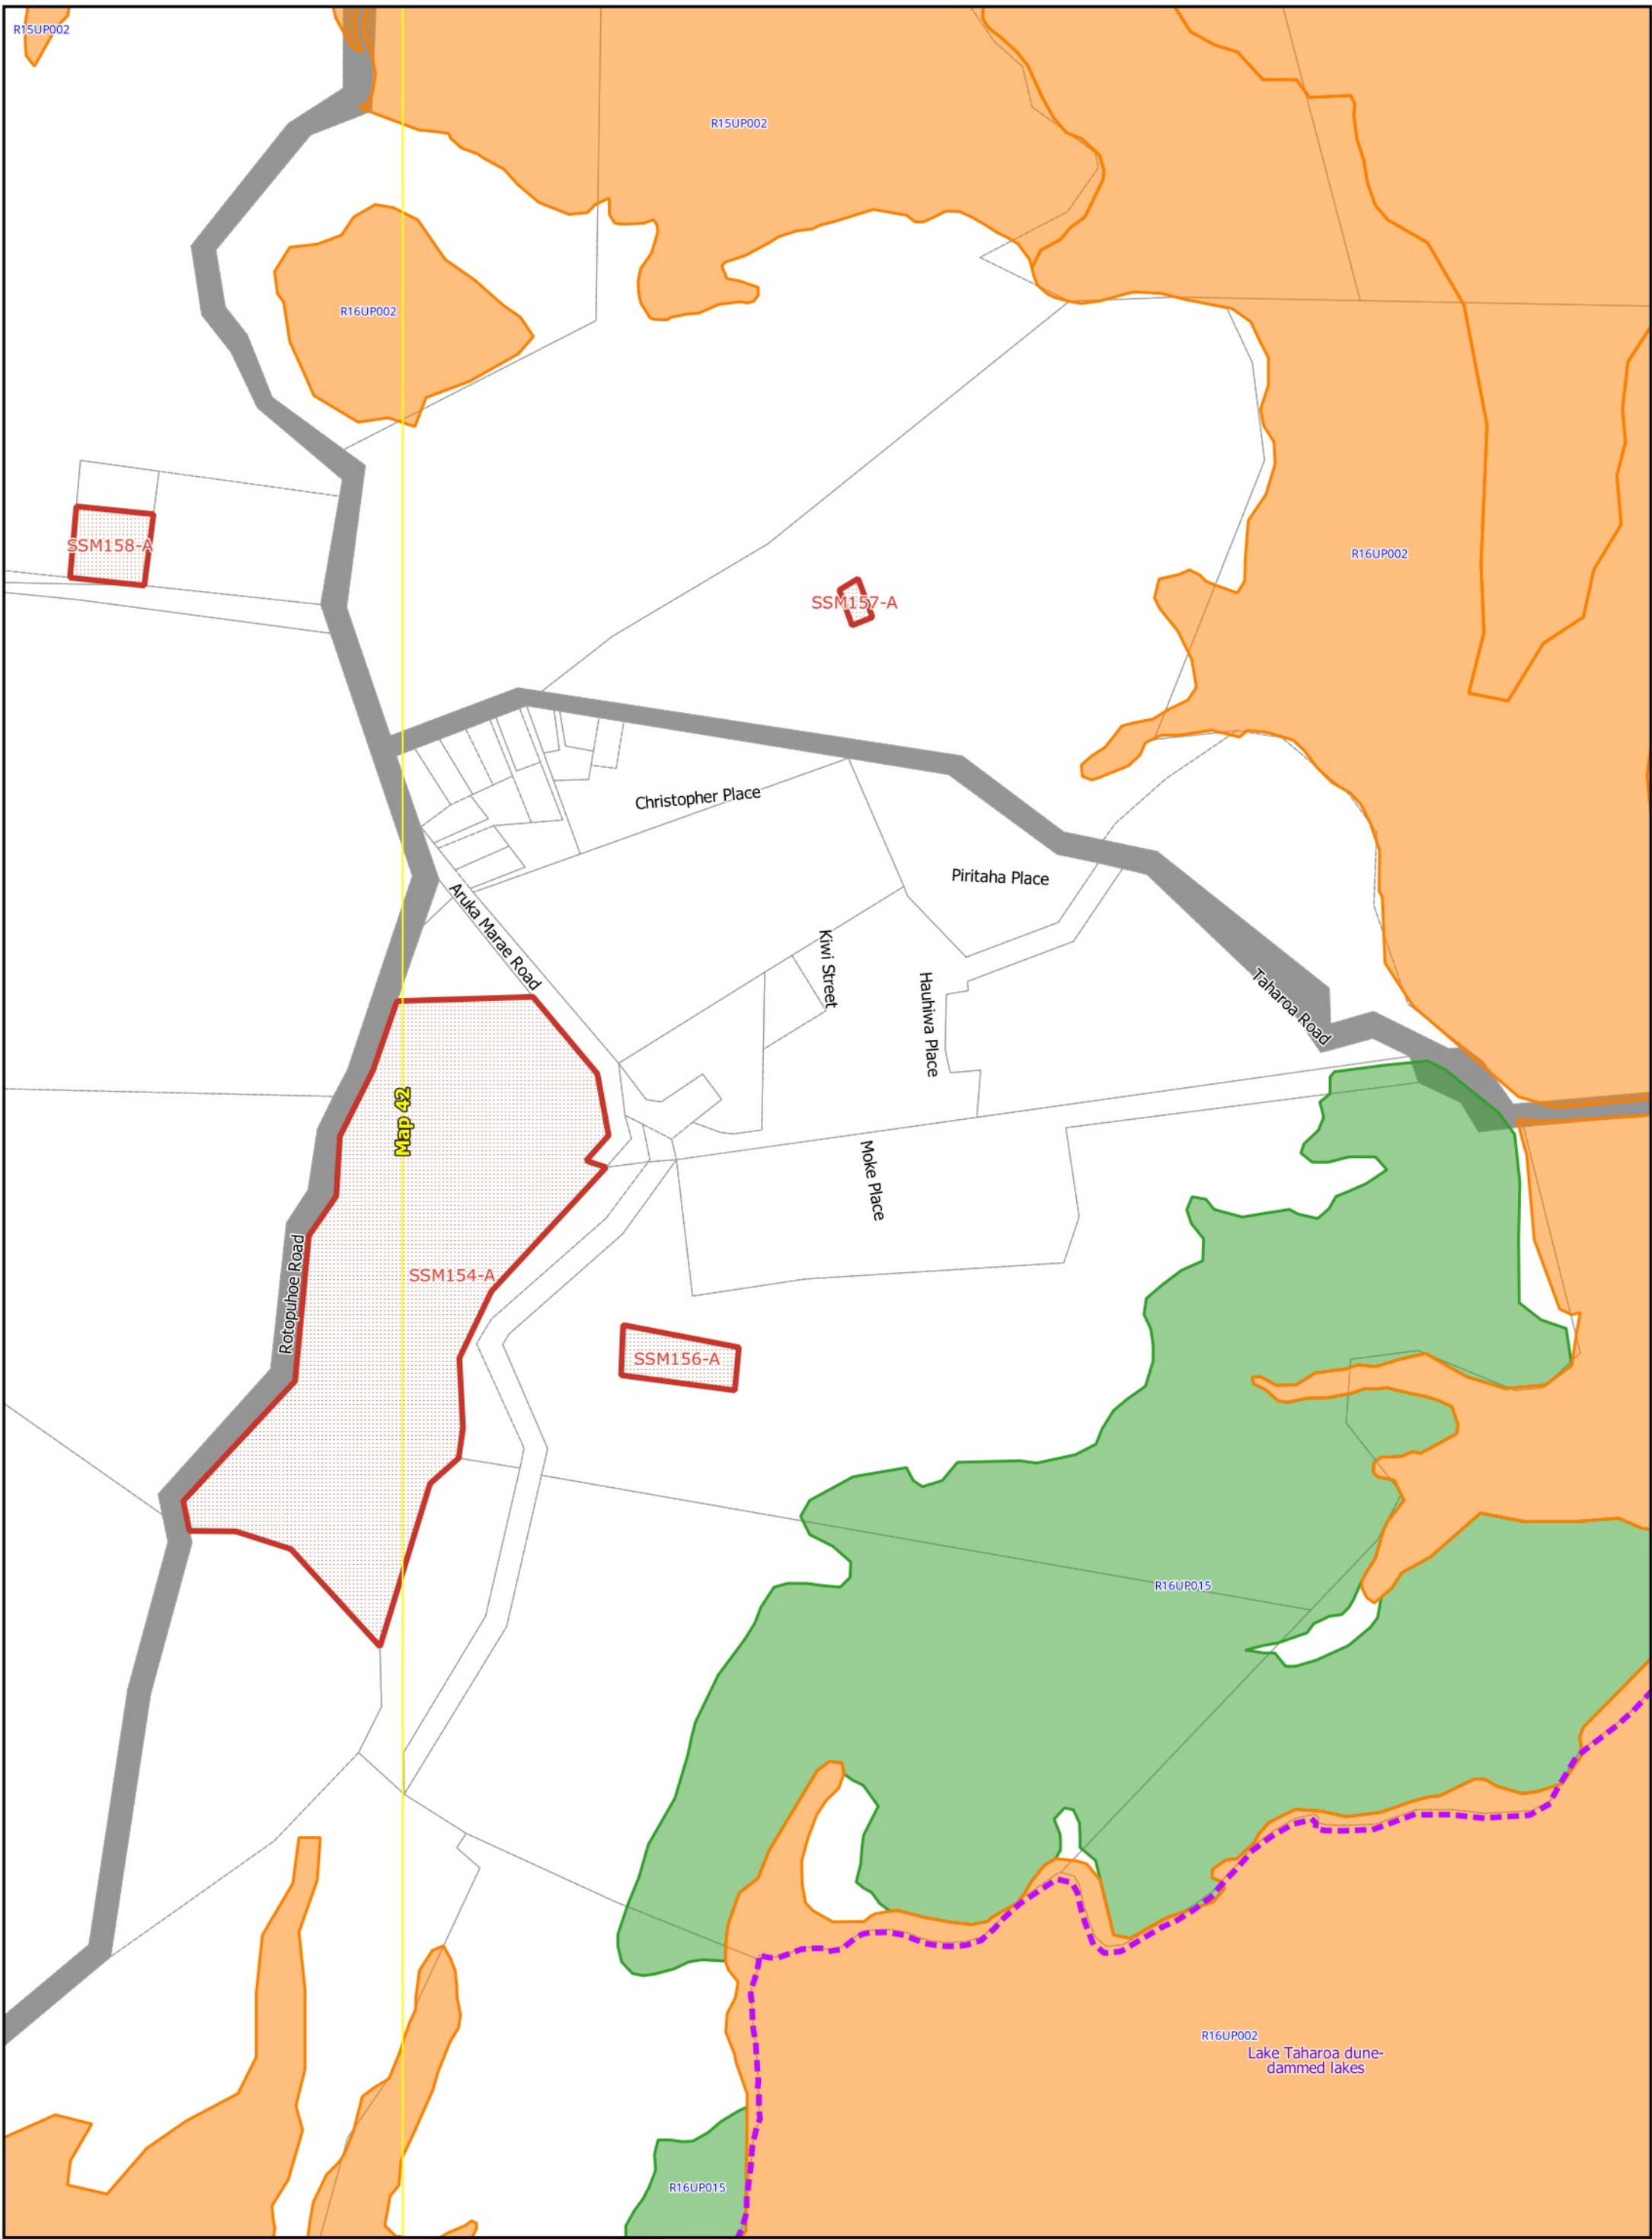 R15UP002
R15UP002
R16UP002
R16UP002
SSM158-A
SSM157-A
Christopher Place
Piritaha Place
Aruka Marae Road
Kiwi Street
Hauhiwa Place
Taharoa Road
Map 42
Moke Place
Rotopuhoe Road
SSM154-A
SSM156-A
R16UP015
R16UP002
Lake Taharoa dune-
dammed lakes
R16UP015